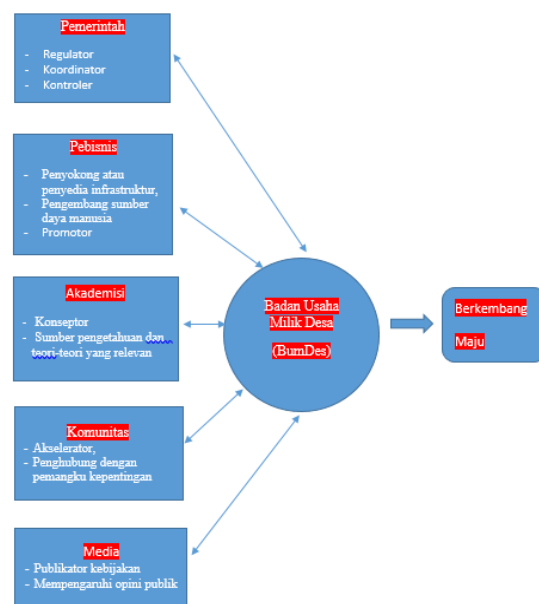 Pemerintah
- Regulator
- Koordinator
- Kontroler
Pebisnis
- Penyokong atau
penyedia infrastruktur,
- Pengembang sumber
daya manusia
- Promotor
Akademisi
- Konseptor
- Sumber pengetahuan dan
teori-teori yang relevan
Komunitas
- Akselerator,
- Penghubung dengan
pemangku kepentingan
Media
- Publikator kebijakan
- Mempengaruhi opini publik
Badan Usaha
Milik Desa
(BumDes)
Berkembang
Maju